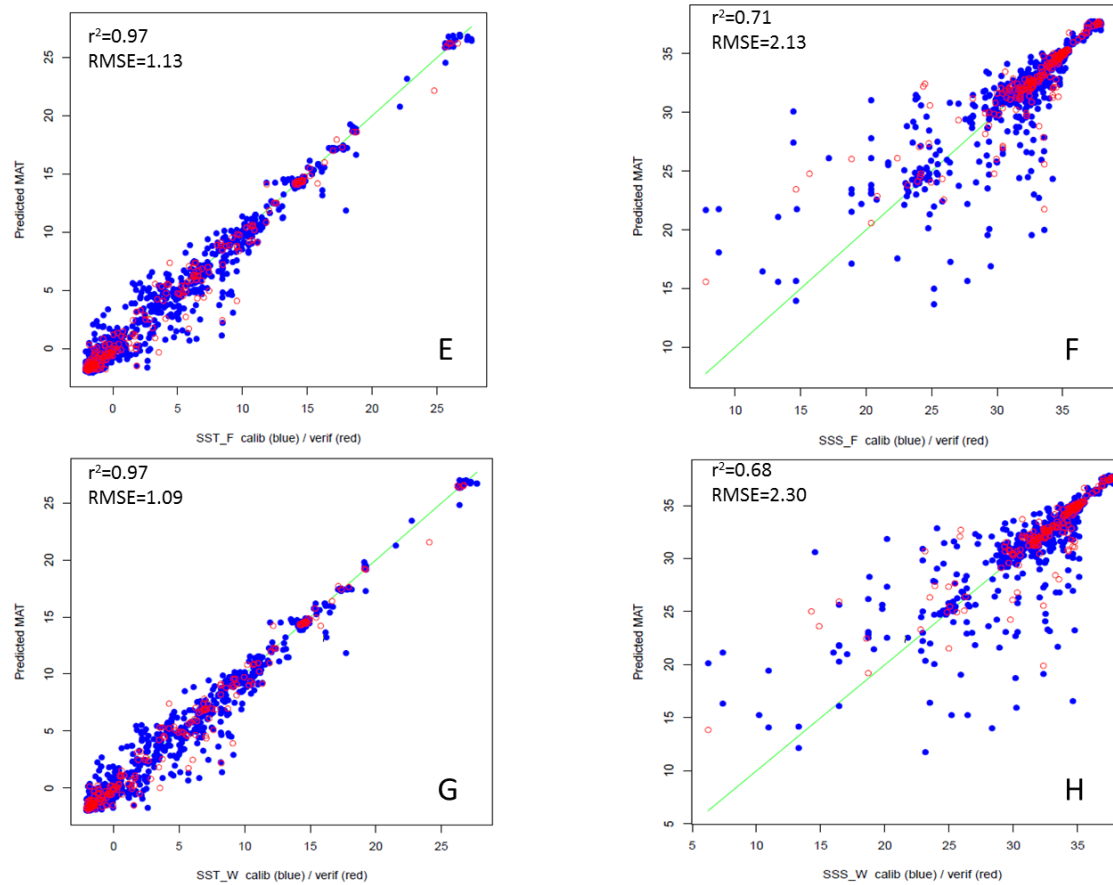 r²=0.97
RMSE=1.13
Predicted MAT
0 5 10 15 20 25
E
0 5 10 15 20 25
SST_F calib (blue) / verif (red)
r²=0.71
RMSE=2.13
Predicted MAT
10 15 20 25 30 35
F
10 15 20 25 30 35
SSS_F calib (blue) / verif (red)
r²=0.97
RMSE=1.09
Predicted MAT
0 5 10 15 20 25
G
0 5 10 15 20 25
SST_W calib (blue) / verif (red)
r²=0.68
RMSE=2.30
Predicted MAT
5 10 15 20 25 30 35
H
5 10 15 20 25 30 35
SSS_W calib (blue) / verif (red)